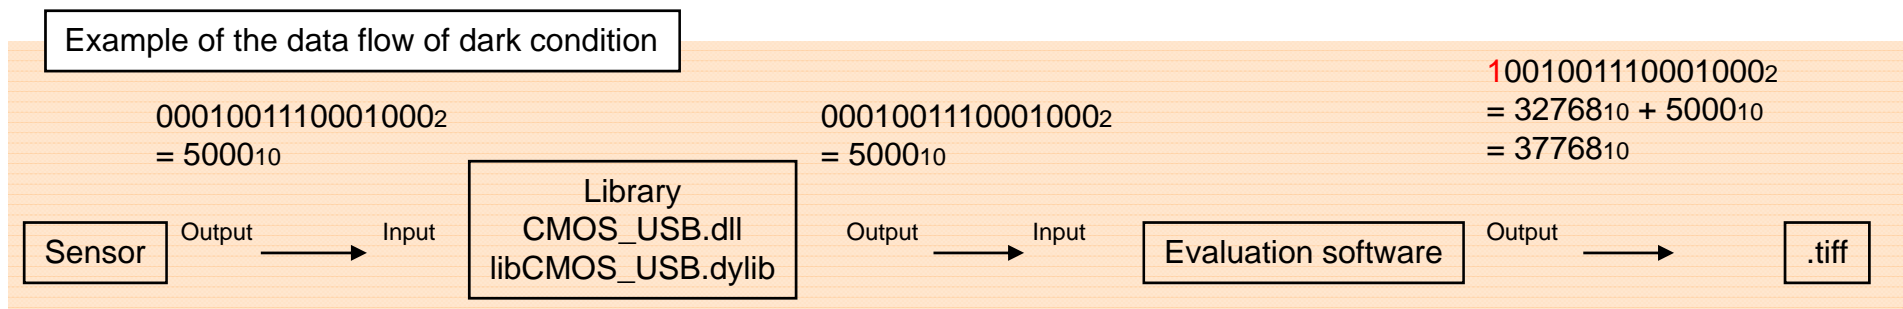 Example of the data flow of dark condition
0001001110001000₂
= 5000₁₀
0001001110001000₂
= 5000₁₀
1001001110001000₂
= 32768₁₀ + 5000₁₀
= 37768₁₀
Sensor
Output
Input
Library
CMOS_USB.dll
libCMOS_USB.dylib
Output
Input
Evaluation software
Output
.tiff